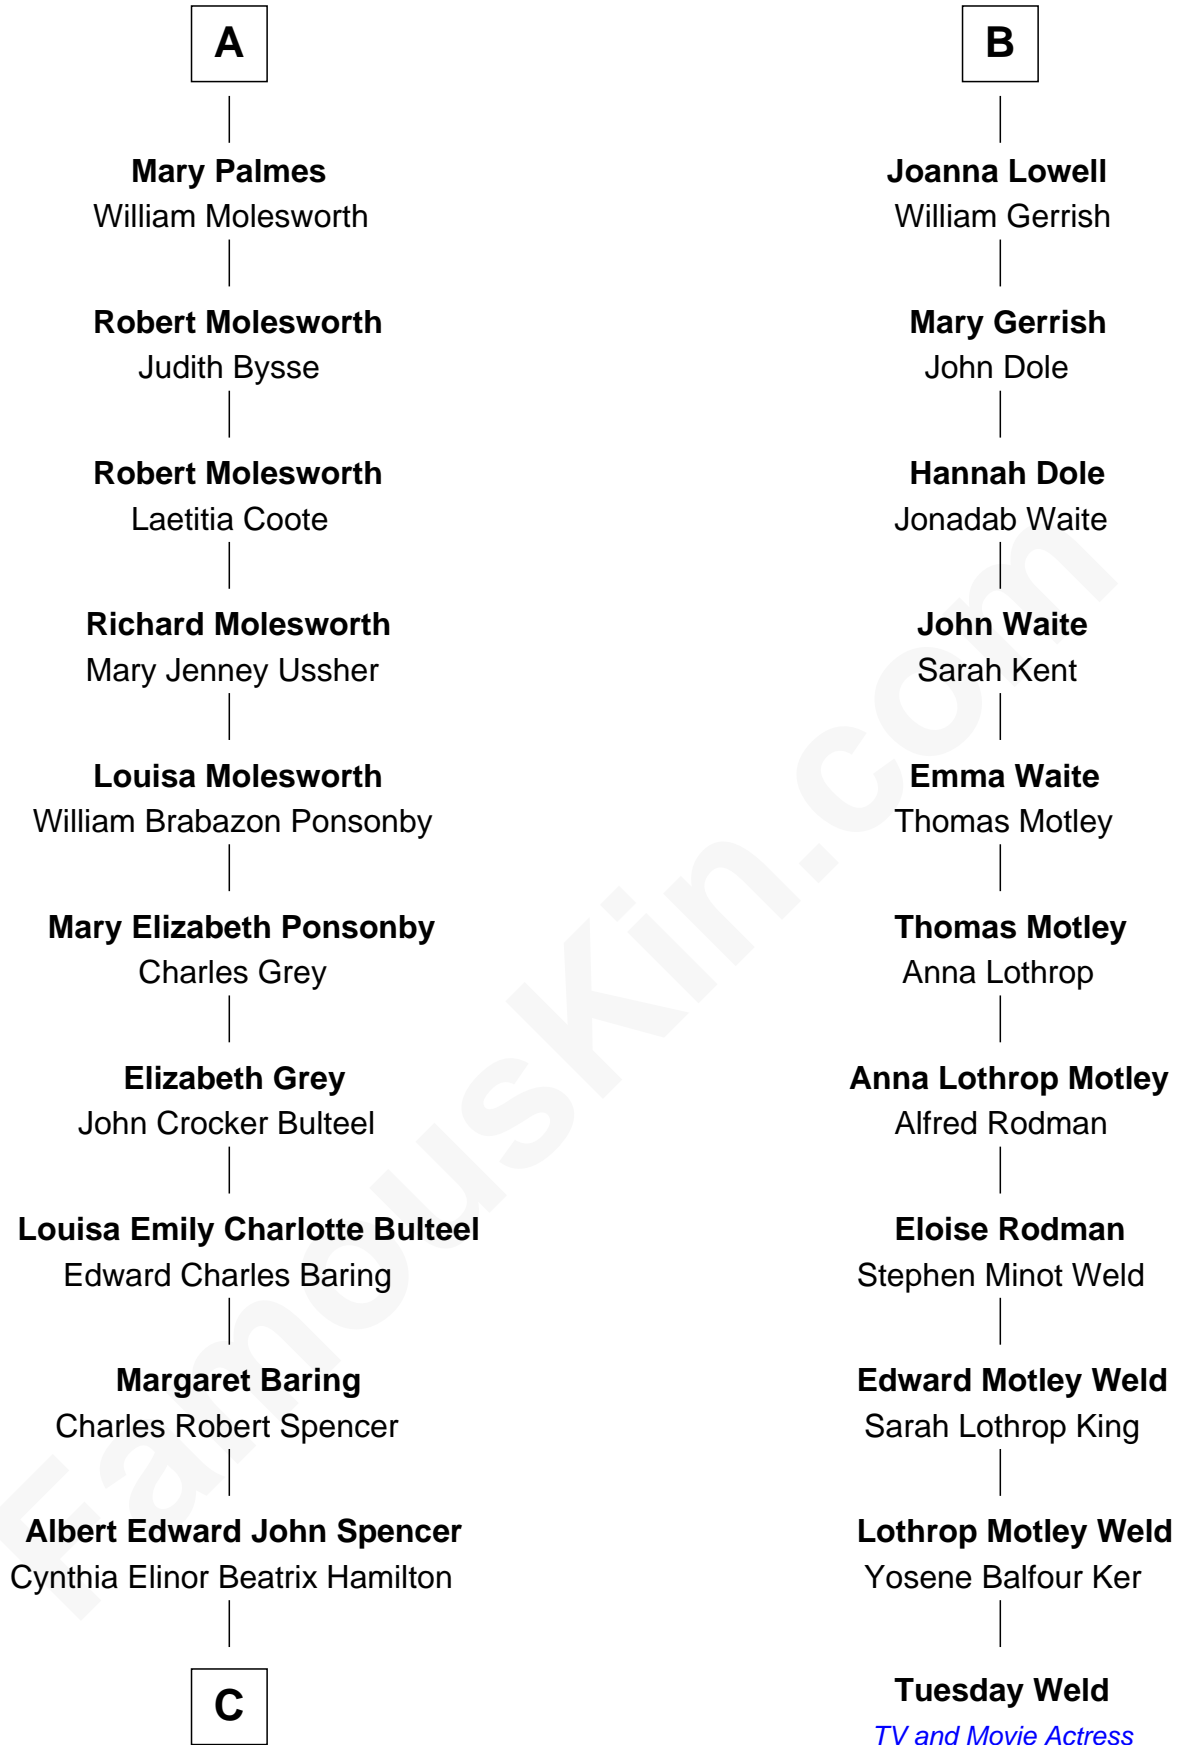 A
Mary Palmes
William Molesworth
Robert Molesworth
Judith Bysse
Robert Molesworth
Laetitia Coote
Richard Molesworth
Mary Jenney Ussher
Louisa Molesworth
William Brabazon Ponsonby
Mary Elizabeth Ponsonby
Charles Grey
Elizabeth Grey
John Crocker Bulteel
Louisa Emily Charlotte Bulteel
Edward Charles Baring
Margaret Baring
Charles Robert Spencer
Albert Edward John Spencer
Cynthia Elinor Beatrix Hamilton
C
B
Joanna Lowell
William Gerrish
Mary Gerrish
John Dole
Hannah Dole
Jonadab Waite
John Waite
Sarah Kent
Emma Waite
Thomas Motley
Thomas Motley
Anna Lothrop
Anna Lothrop Motley
Alfred Rodman
Eloise Rodman
Stephen Minot Weld
Edward Motley Weld
Sarah Lothrop King
Lothrop Motley Weld
Yosene Balfour Ker
Tuesday Weld
TV and Movie Actress
FamousKin.com